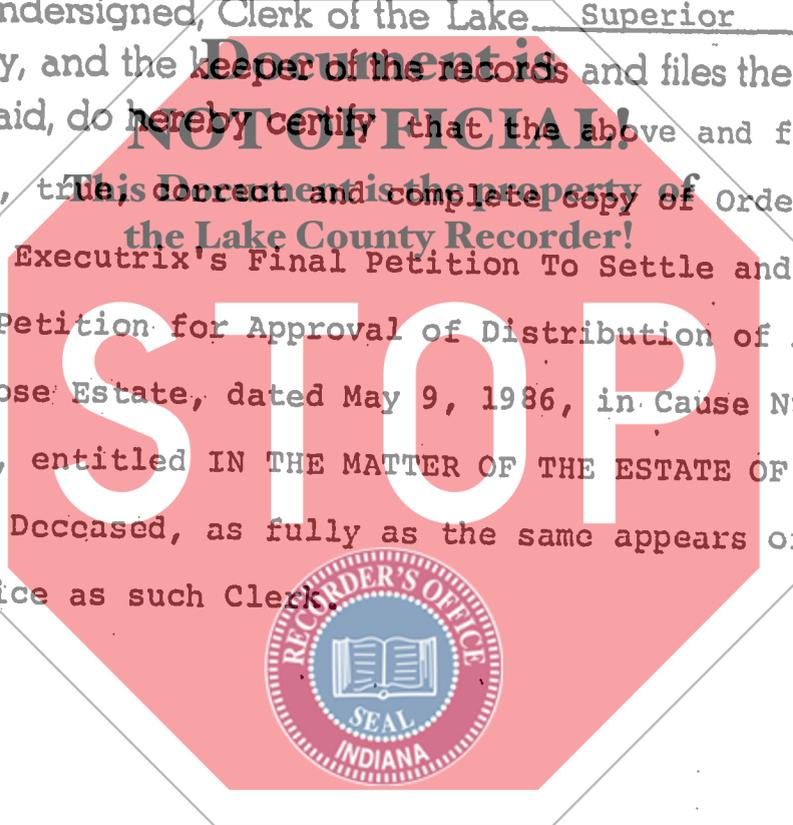 ndersigned, Clerk of the Lake Superior
y, and the keeper of the records and files the
aid, do hereby certify that the above and f
, true, correct and complete copy of Orde
Executrix's Final Petition To Settle and
Petition for Approval of Distribution of
ose Estate, dated May 9, 1986, in Cause N
, entitled IN THE MATTER OF THE ESTATE OF
Deceased, as fully as the same appears o
ice as such Clerk.
Document is
NOT OFFICIAL!
This Document is the property of
the Lake County Recorder!
STOP
RECORDER'S OFFICE
SEAL
INDIANA